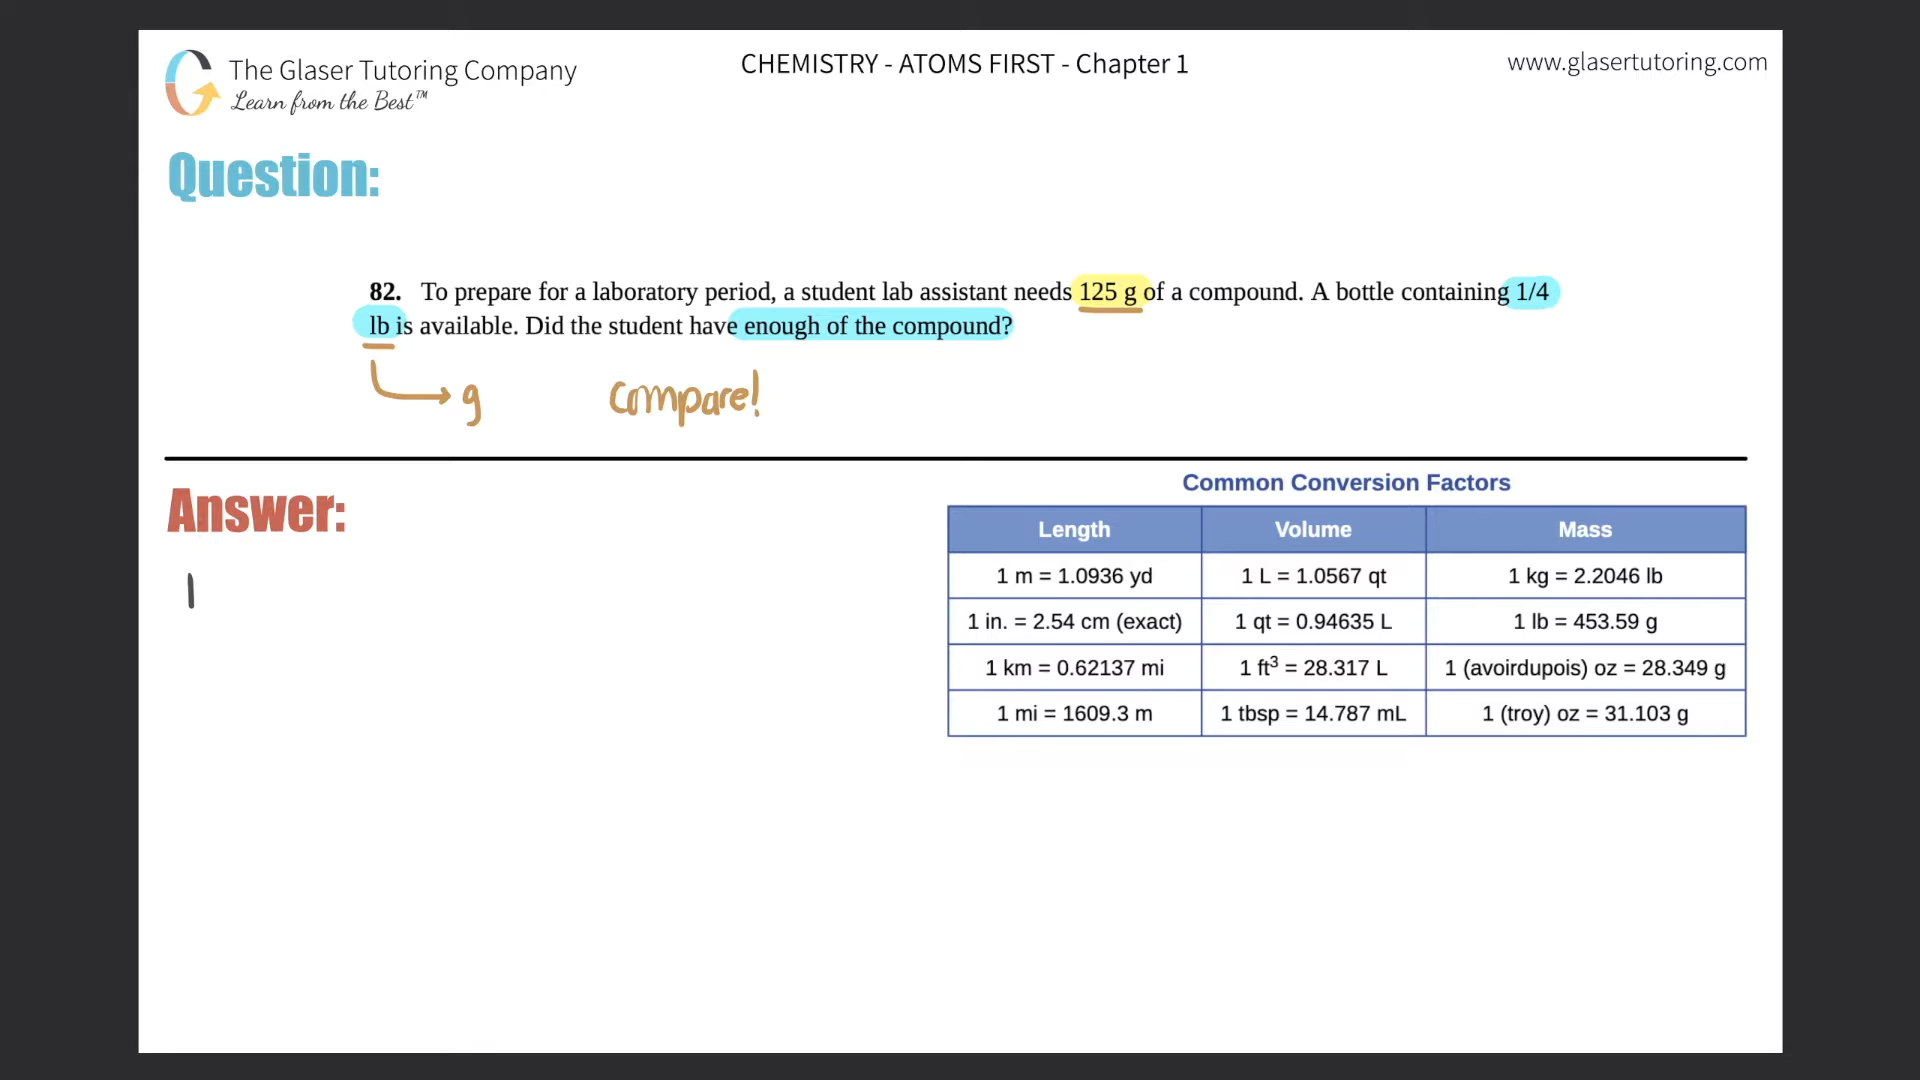 The Glaser Tutoring Company
Learn from the Best™
CHEMISTRY - ATOMS FIRST - Chapter 1
www.glasertutoring.com
Question:
82. To prepare for a laboratory period, a student lab assistant needs 125 g of a compound. A bottle containing 1/4
lb is available. Did the student have enough of the compound?
g
compare!
Answer:
1
Common Conversion Factors
Length Volume Mass
1 m = 1.0936 yd 1 L = 1.0567 qt 1 kg = 2.2046 lb
1 in. = 2.54 cm (exact) 1 qt = 0.94635 L 1 lb = 453.59 g
1 km = 0.62137 mi 1 ft³ = 28.317 L 1 (avoirdupois) oz = 28.349 g
1 mi = 1609.3 m 1 tbsp = 14.787 mL 1 (troy) oz = 31.103 g